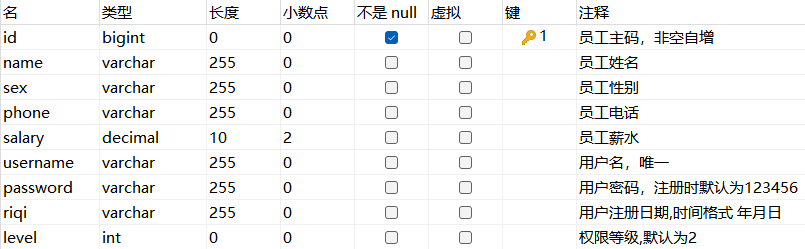 名 类型 长度 小数点 不是 null 虚拟 键 注释
id bigint 0 0 1 员工主码，非空自增
name varchar 255 0 员工姓名
sex varchar 255 0 员工性别
phone varchar 255 0 员工电话
salary decimal 10 2 员工薪水
username varchar 255 0 用户名，唯一
password varchar 255 0 用户密码，注册时默认为123456
riqi varchar 255 0 用户注册日期,时间格式 年月日
level int 0 0 权限等级,默认为2